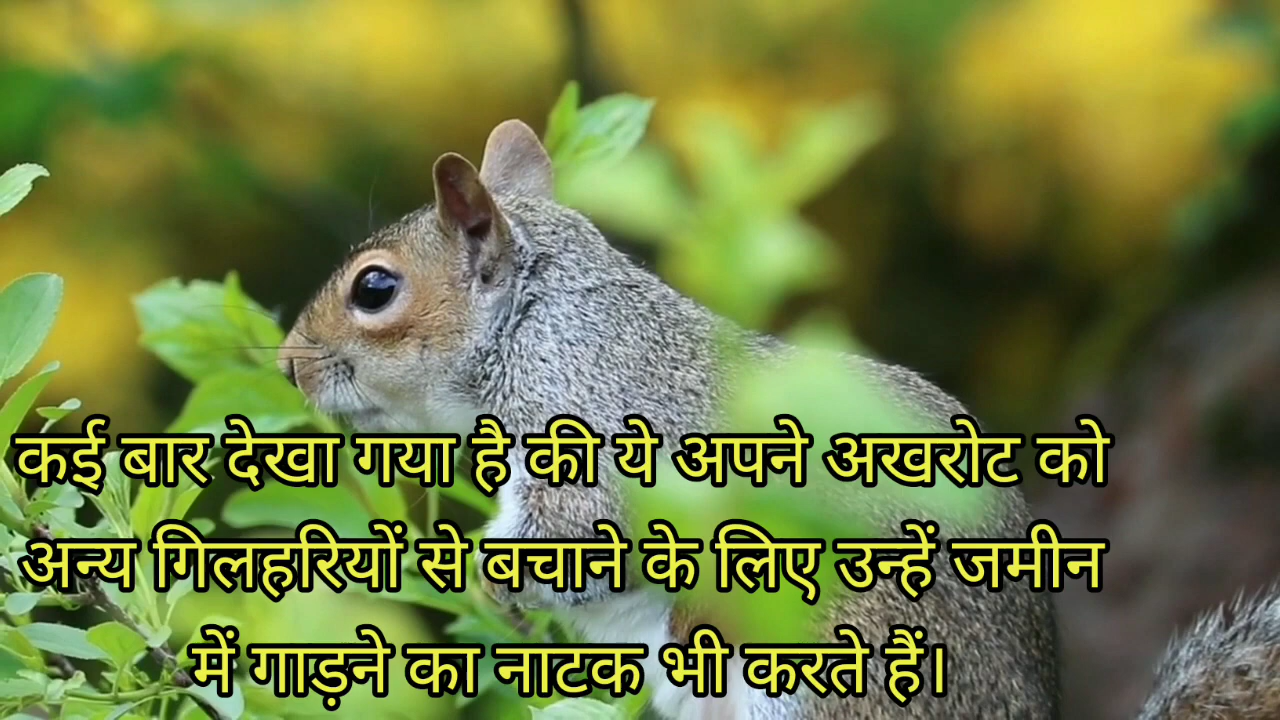 कई बार देखा गया है की ये अपने अखरोट को
अन्य गिलहरियों से बचाने के लिए उन्हें जमीन
में गाड़ने का नाटक भी करते हैं।